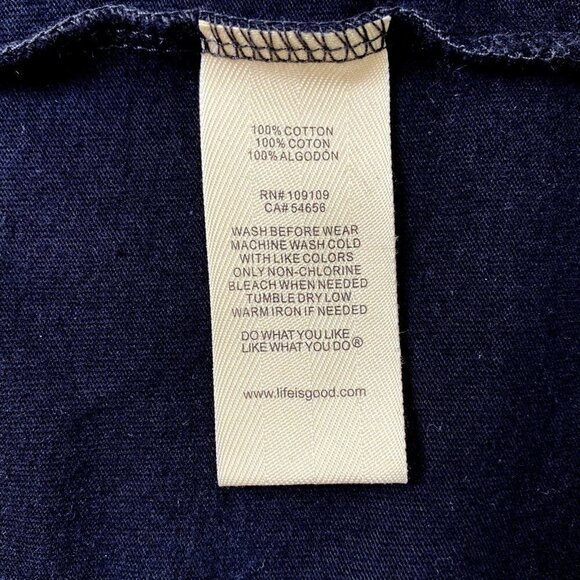 100% COTTON
100% COTON
100% ALGODÓN
RN# 109109
CA# 54656
WASH BEFORE WEAR
MACHINE WASH COLD
WITH LIKE COLORS
ONLY NON-CHLORINE
BLEACH WHEN NEEDED
TUMBLE DRY LOW
WARM IRON IF NEEDED
DO WHAT YOU LIKE
LIKE WHAT YOU DO®
www.lifeisgood.com